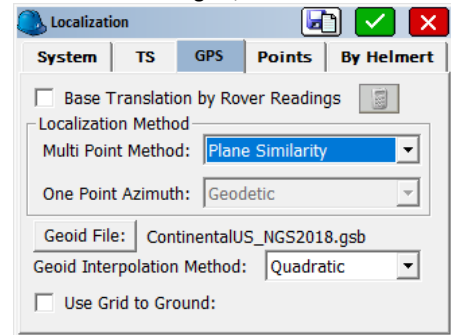 Localization
System TS GPS Points By Helmert
Base Translation by Rover Readings
Localization Method
Multi Point Method: Plane Similarity
One Point Azimuth: Geodetic
Geoid File: ContinentalUS_NGS2018.gsb
Geoid Interpolation Method: Quadratic
Use Grid to Ground: